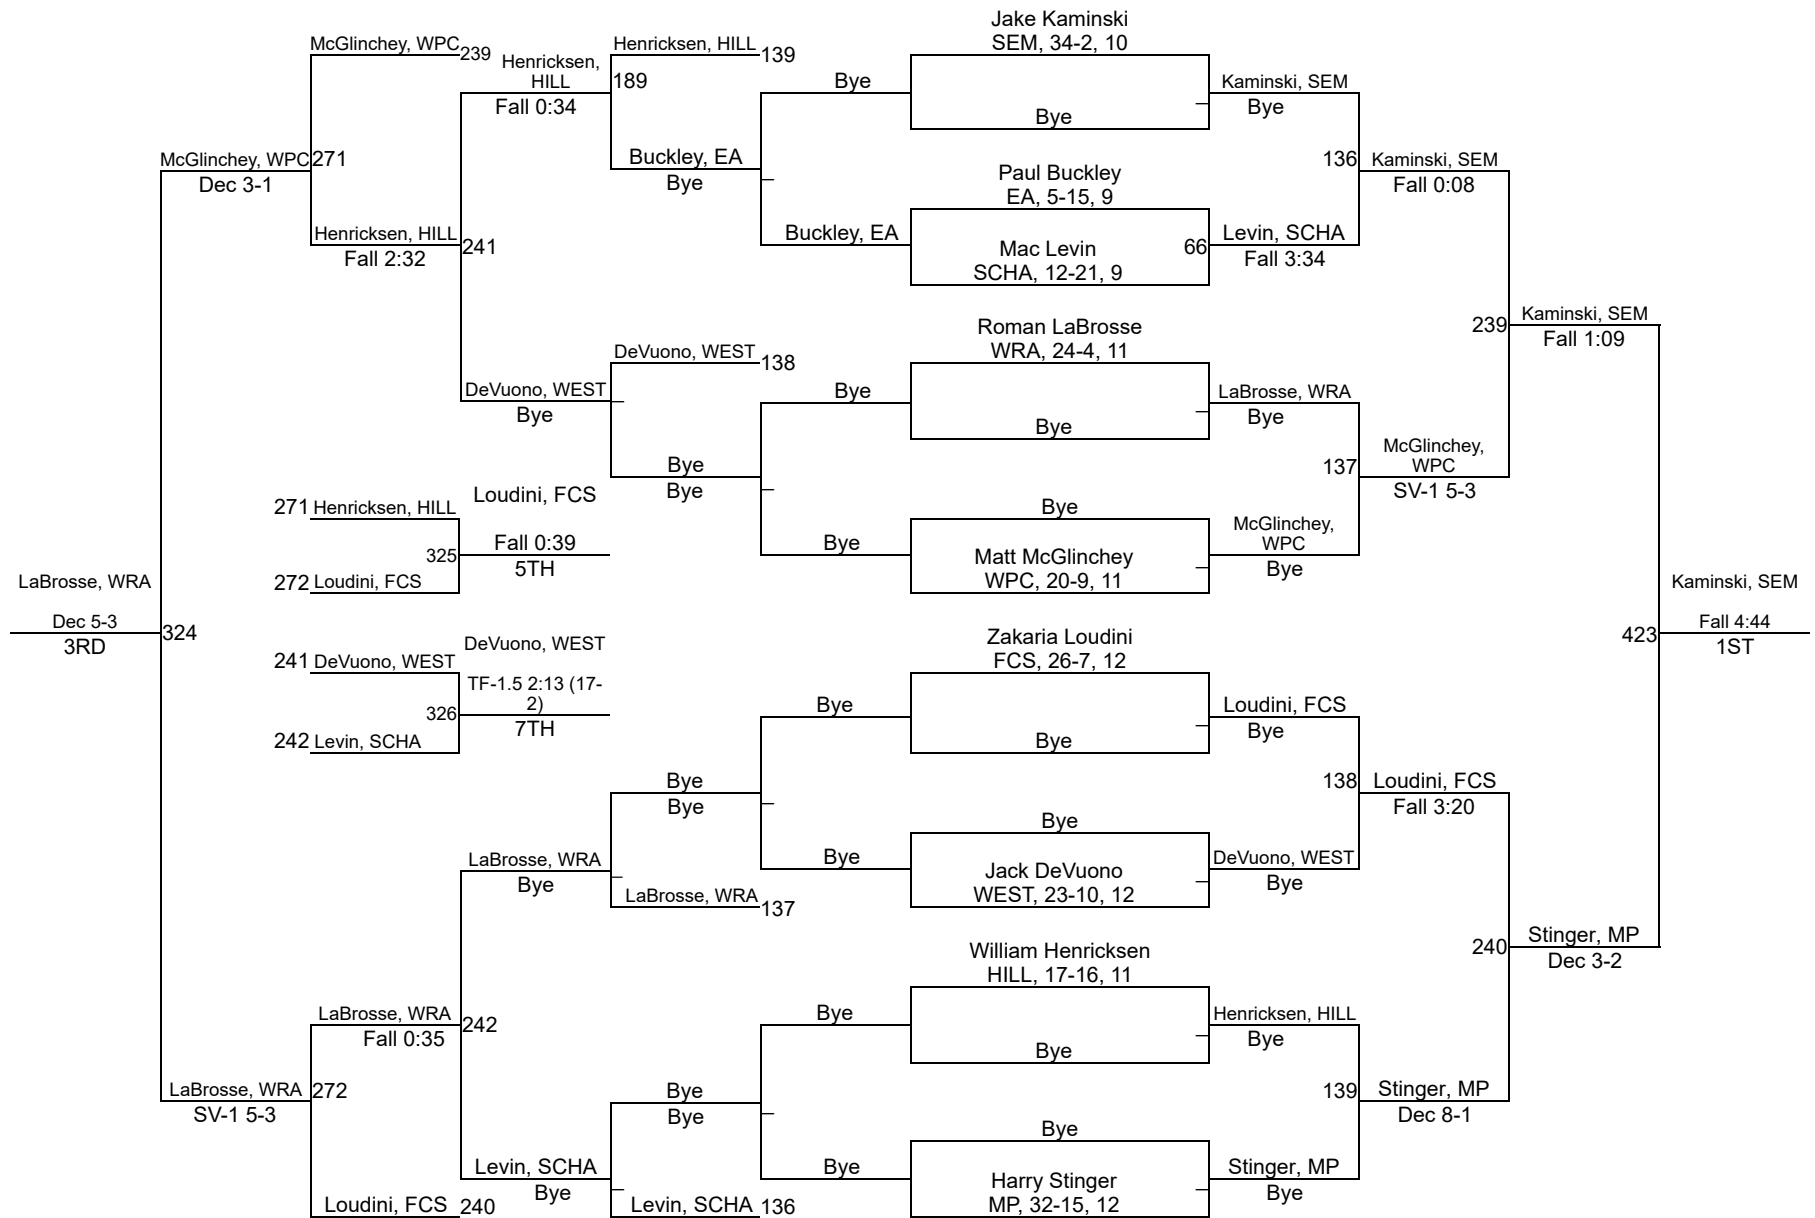 Jake Kaminski
SEM, 34-2, 10
McGlinchey, WPC
239
Henricksen,
HILL
Fall 0:34
Henricksen, HILL
139
189
Bye
Bye
Kaminski, SEM
Bye
McGlinchey, WPC
271
Dec 3-1
Buckley, EA
Bye
Paul Buckley
EA, 5-15, 9
136
Kaminski, SEM
Fall 0:08
Henricksen, HILL
241
Fall 2:32
Buckley, EA
Mac Levin
SCHA, 12-21, 9
66
Levin, SCHA
Fall 3:34
Roman LaBrosse
WRA, 24-4, 11
239
Kaminski, SEM
Fall 1:09
DeVuono, WEST
138
DeVuono, WEST
Bye
Bye
Bye
LaBrosse, WRA
Bye
Bye
Bye
137
McGlinchey,
WPC
SV-1 5-3
271
Henricksen, HILL
Loudini, FCS
325
Fall 0:39
5TH
272
Loudini, FCS
Bye
Bye
Matt McGlinchey
WPC, 20-9, 11
McGlinchey,
WPC
Bye
LaBrosse, WRA
Dec 5-3
3RD
324
Kaminski, SEM
423
Fall 4:44
1ST
241
DeVuono, WEST
DeVuono, WEST
326
TF-1.5 2:13 (17-
2)
7TH
242
Levin, SCHA
Zakaria Loudini
FCS, 26-7, 12
Bye
Bye
Loudini, FCS
Bye
Bye
Bye
138
Loudini, FCS
Fall 3:20
LaBrosse, WRA
Bye
Bye
Bye
Jack DeVuono
WEST, 23-10, 12
DeVuono, WEST
Bye
LaBrosse, WRA
137
William Henricksen
HILL, 17-16, 11
240
Stinger, MP
Dec 3-2
LaBrosse, WRA
242
Fall 0:35
Bye
Bye
Henricksen, HILL
Bye
LaBrosse, WRA
272
SV-1 5-3
Bye
Bye
139
Stinger, MP
Dec 8-1
Levin, SCHA
Bye
Bye
Bye
Harry Stinger
MP, 32-15, 12
Stinger, MP
Bye
Loudini, FCS
240
Levin, SCHA
136